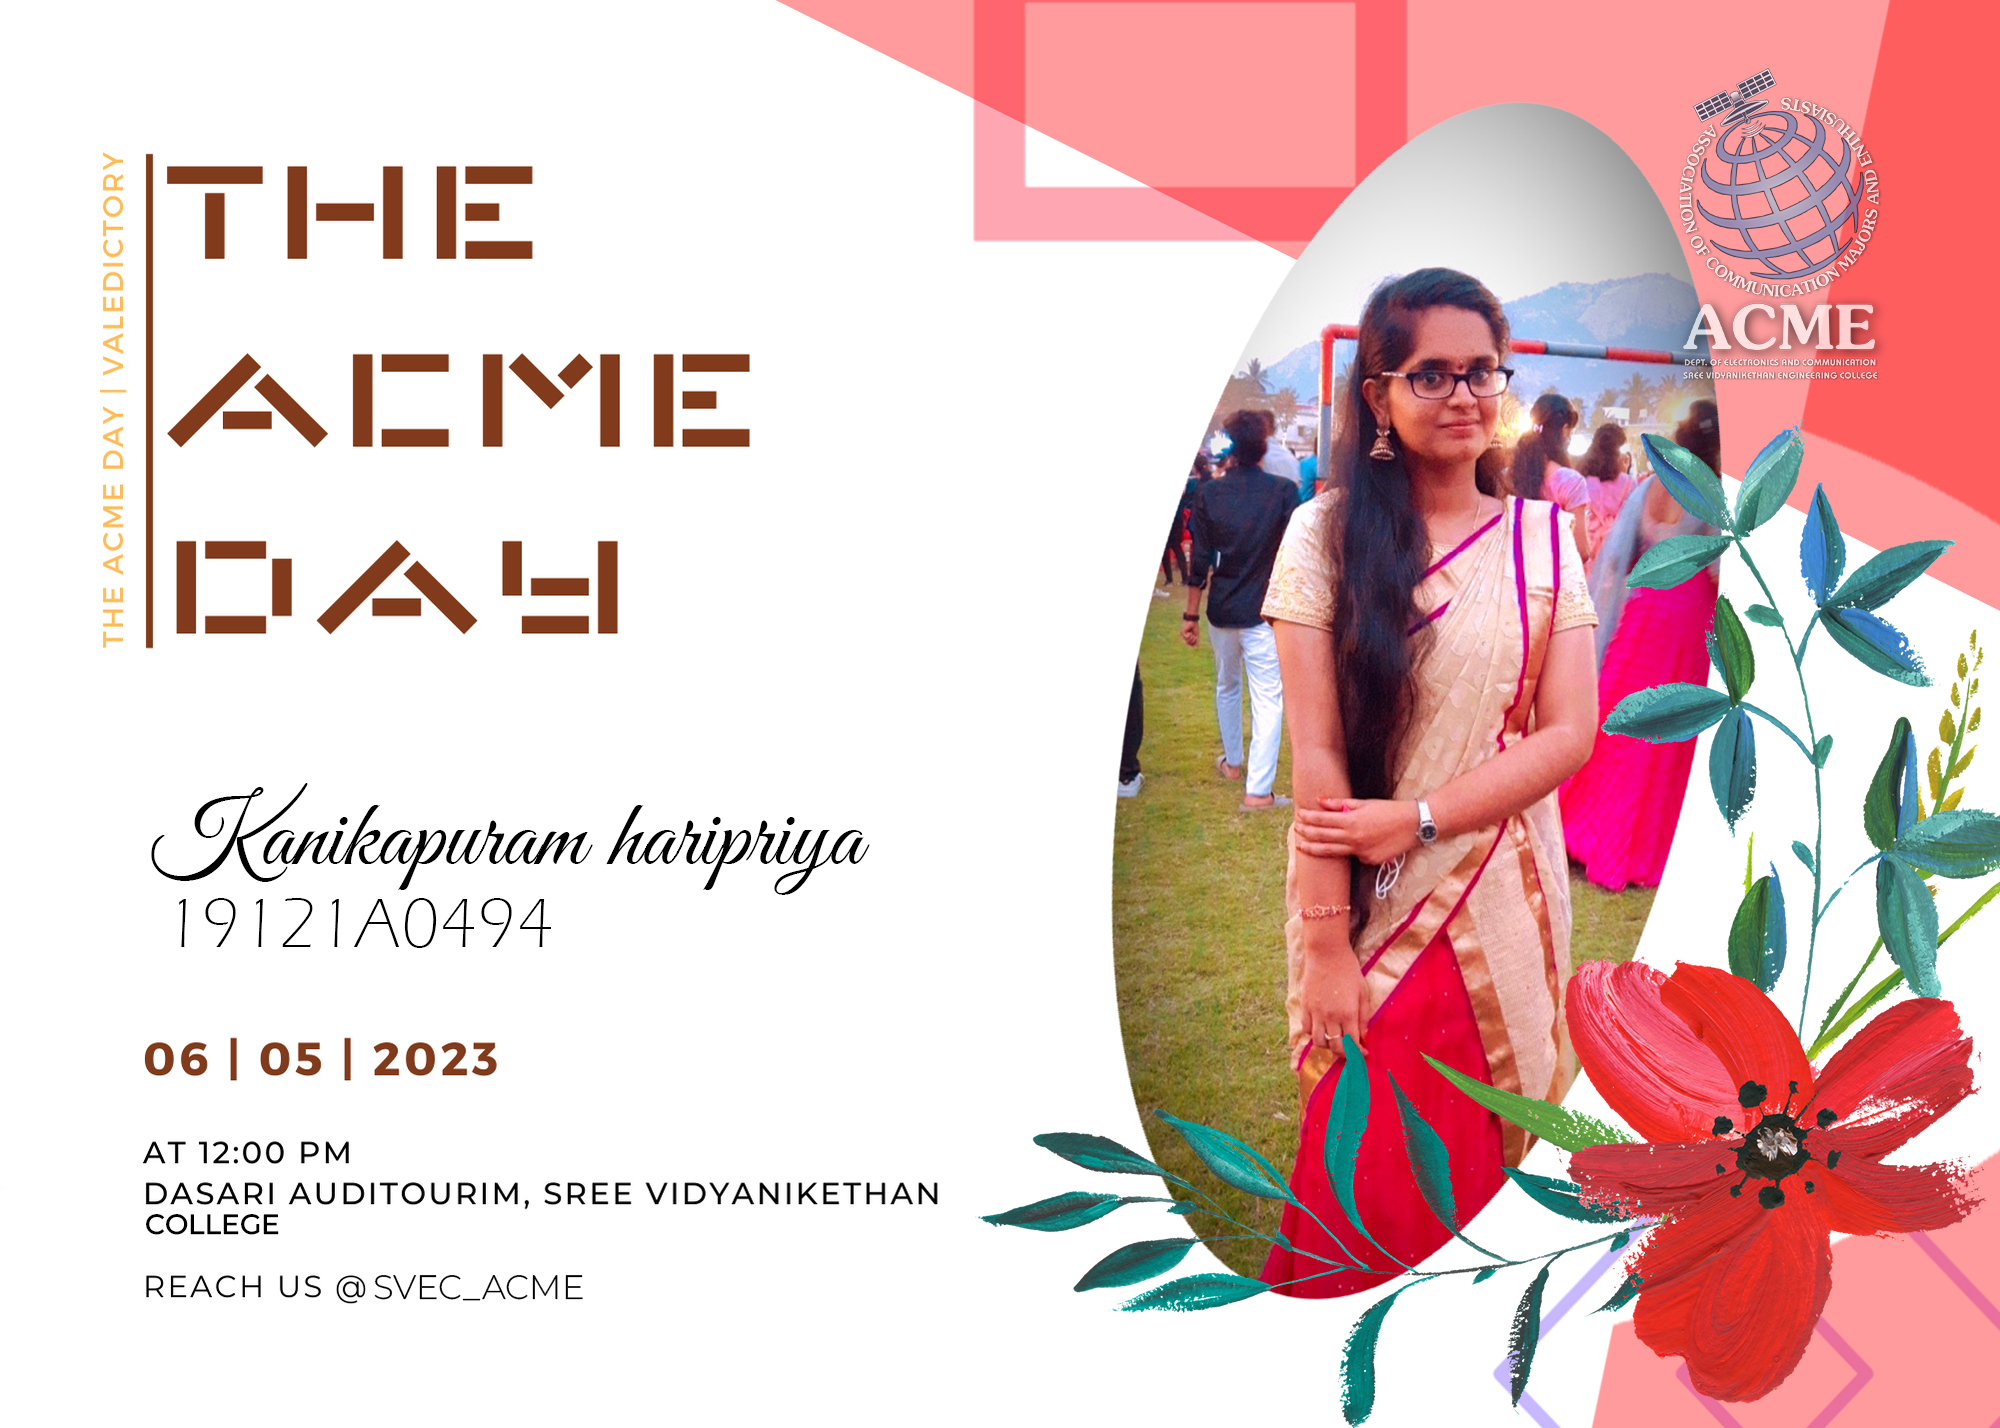 THE ACME DAY | VALEDICTORY
THE
ACME
DAY
Kanikapuram haripriya
19121A0494
06 | 05 | 2023
AT 12:00 PM
DASARI AUDITOURIM, SREE VIDYANIKETHAN
COLLEGE
REACH US @SVEC_ACME
ASSOCIATION OF COMMUNICATION MAJORS AND ENTHUSIASTS
ACME
DEPT. OF ELECTRONICS AND COMMUNICATION
SREE VIDYANIKETHAN ENGINEERING COLLEGE